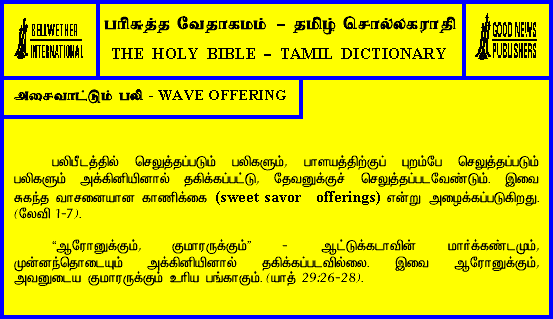 BELLWETHER
INTERNATIONAL
பரிசுத்த வேதாகமம் – தமிழ் சொல்லகராதி
THE HOLY BIBLE – TAMIL DICTIONARY
GOOD NEWS
PUBLISHERS
அசைவாட்டும் பலி - WAVE OFFERING
பலிபீடத்தில் செலுத்தப்படும் பலிகளும், பாளயத்திற்குப் புறம்பே செலுத்தப்படும்
பலிகளும் அக்கினியினால் தகிக்கப்பட்டு, தேவனுக்குச் செலுத்தப்படவேண்டும். இவை
சுகந்த வாசனையான காணிக்கை (sweet savor offerings) என்று அழைக்கப்படுகிறது.
(லேவி 1-7).
“ஆரோனுக்கும், குமாரருக்கும்” - ஆட்டுக்கடாவின் மார்க்கண்டமும்,
முன்னந்தொடையும் அக்கினியினால் தகிக்கப்படவில்லை. இவை ஆரோனுக்கும்,
அவனுடைய குமாரருக்கும் உரிய பங்காகும். (யாத் 29:26-28).